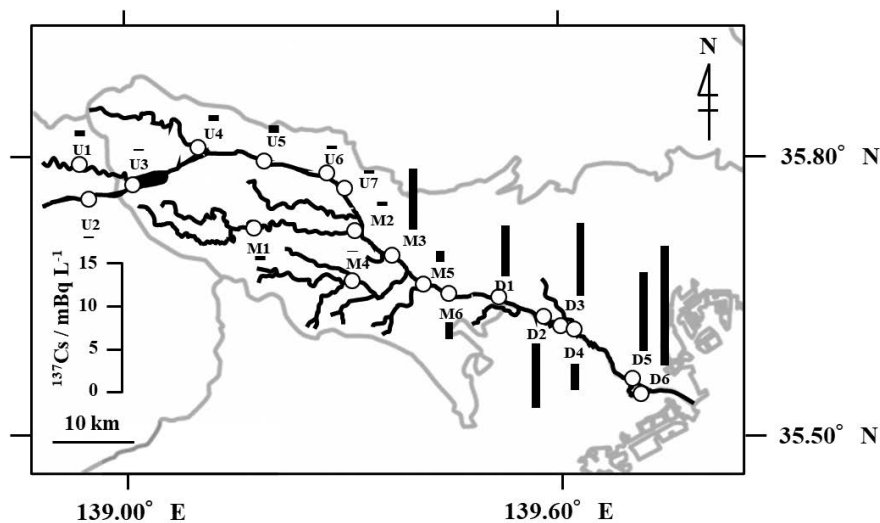 N
U4
U5
U1
U3
U6
35.80° N
U7
U2
M2
M1
M3
M4
M5
15
10
5
0
¹³⁷Cs / mBq L⁻¹
D1
D3
M6
D2
D4
D5
D6
10 km
35.50° N
139.00° E
139.60° E